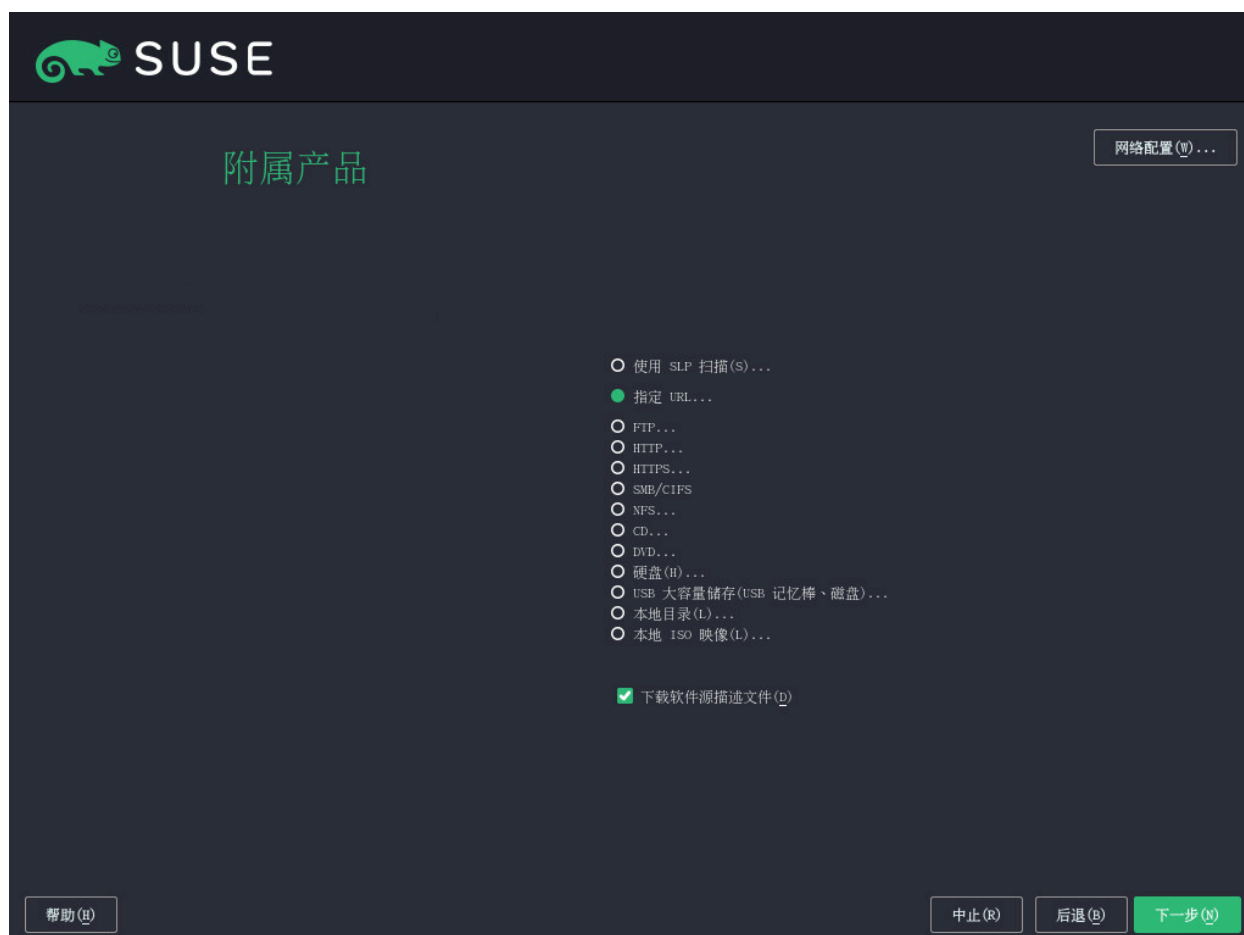 SUSE
附属产品
网络配置(W)...
使用 SLP 扫描(S)...
指定 URL...
FTP...
HTTP...
HTTPS...
SMB/CIFS
NFS...
CD...
DVD...
硬盘(H)...
USB 大容量储存(USB 记忆棒、磁盘)...
本地目录(L)...
本地 ISO 映像(L)...
下载软件源描述文件(D)
帮助(H)
中止(R)
后退(B)
下一步(N)